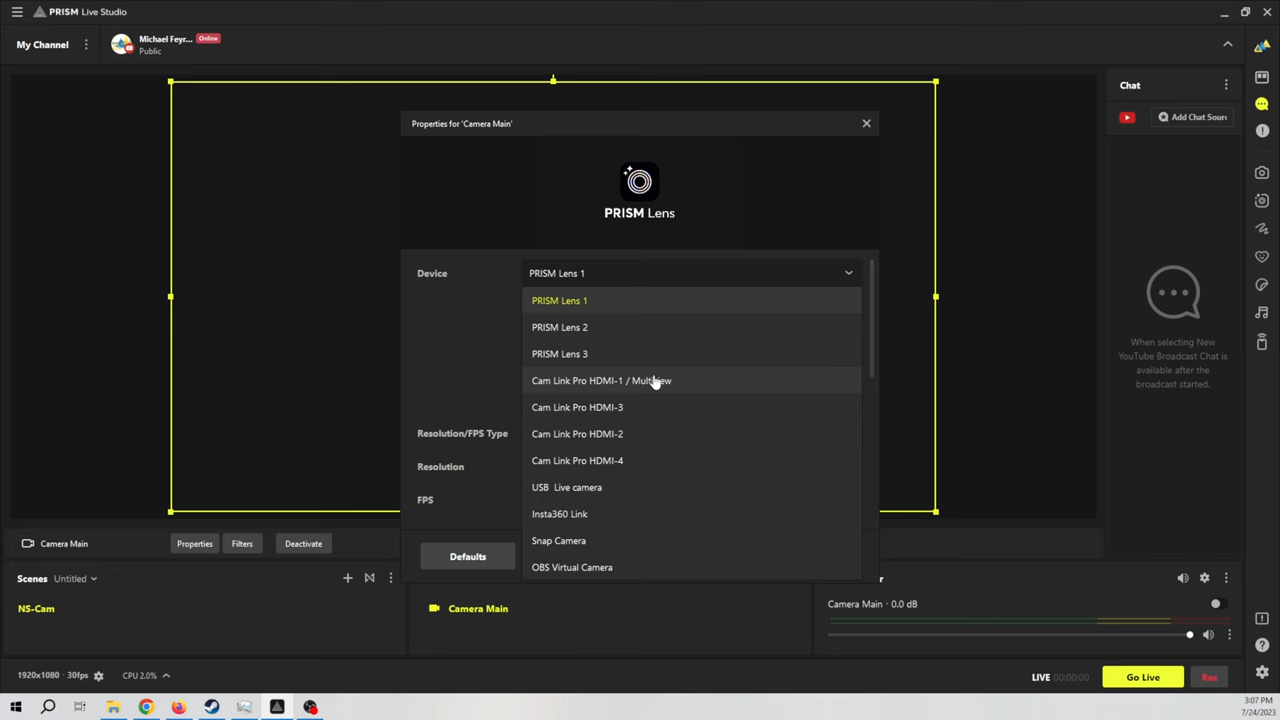 PRISM Live Studio
My Channel
Michael Feyr...
Online
Public
Chat
Add Chat Sour
Properties for 'Camera Main'
PRISM Lens
Device
PRISM Lens 1
PRISM Lens 1
PRISM Lens 2
PRISM Lens 3
Cam Link Pro HDMI-1 / Multiview
Cam Link Pro HDMI-3
Cam Link Pro HDMI-2
Cam Link Pro HDMI-4
USB Live camera
Insta360 Link
Snap Camera
OBS Virtual Camera
Resolution/FPS Type
Resolution
FPS
Defaults
When selecting New
YouTube Broadcast Chat is
available after the
broadcast started.
Camera Main
Properties
Filters
Deactivate
Scenes
Untitled
NS-Cam
Camera Main
r
Camera Main · 0.0 dB
1920x1080 · 30fps
CPU 2.0%
LIVE 00:00:00
Go Live
Rec
3:07 PM
7/24/2023